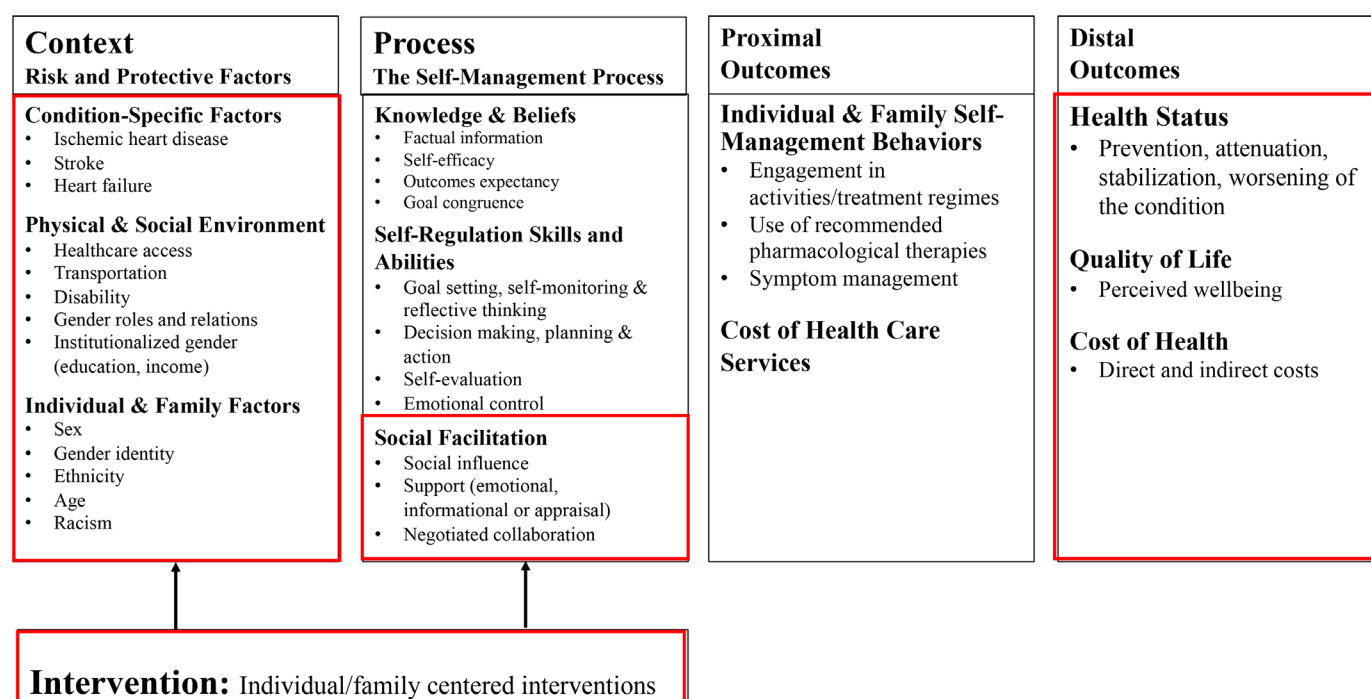 Context
Risk and Protective Factors
Condition-Specific Factors
• Ischemic heart disease
• Stroke
• Heart failure
Physical & Social Environment
• Healthcare access
• Transportation
• Disability
• Gender roles and relations
• Institutionalized gender
(education, income)
Individual & Family Factors
• Sex
• Gender identity
• Ethnicity
• Age
• Racism
Process
The Self-Management Process
Knowledge & Beliefs
• Factual information
• Self-efficacy
• Outcomes expectancy
• Goal congruence
Self-Regulation Skills and
Abilities
• Goal setting, self-monitoring &
reflective thinking
• Decision making, planning &
action
• Self-evaluation
• Emotional control
Social Facilitation
• Social influence
• Support (emotional,
informational or appraisal)
• Negotiated collaboration
Proximal
Outcomes
Individual & Family Self-
Management Behaviors
• Engagement in
activities/treatment regimes
• Use of recommended
pharmacological therapies
• Symptom management
Cost of Health Care
Services
Distal
Outcomes
Health Status
• Prevention, attenuation,
stabilization, worsening of
the condition
Quality of Life
• Perceived wellbeing
Cost of Health
• Direct and indirect costs
Intervention: Individual/family centered interventions